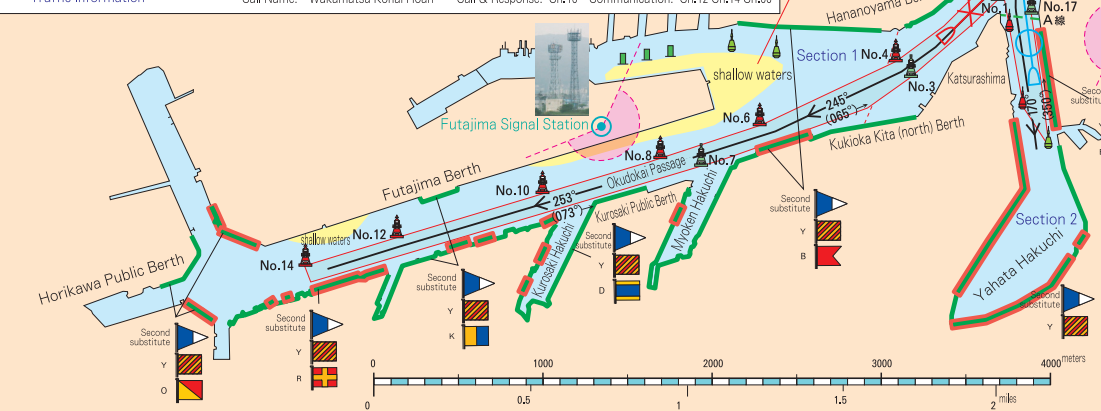 Call Name: "Wakamatsu Kohai Hoan" Call & Response: Ch.16 Communication: Ch.12 Ch.14 Ch.66
Hananoyama
No.1
No.17
A線
Section 1
No.4
No.3
Katsurashima
shallow waters
245°
(065°)
170°
(350°)
No.6
Kukioka Kita (north) Berth
Futajima Signal Station
No.8
No.7
Okudokai Passage
Futajima Berth
No.10
253°
(073°)
Kurosaki Public Berth
Myoken Hakuchi
Kurosaki Hakuchi
shallow waters
No.12
No.14
Horikawa Public Berth
Section 2
Yahata Hakuchi
Second
substitute
Y
B
Second
substitute
Y
D
Second
substitute
Y
K
Second
substitute
Y
R
Second
substitute
Y
O
Second
substitute
Y
0 1000 2000 3000 4000 meters
0 0.5 1 1.5 2 miles